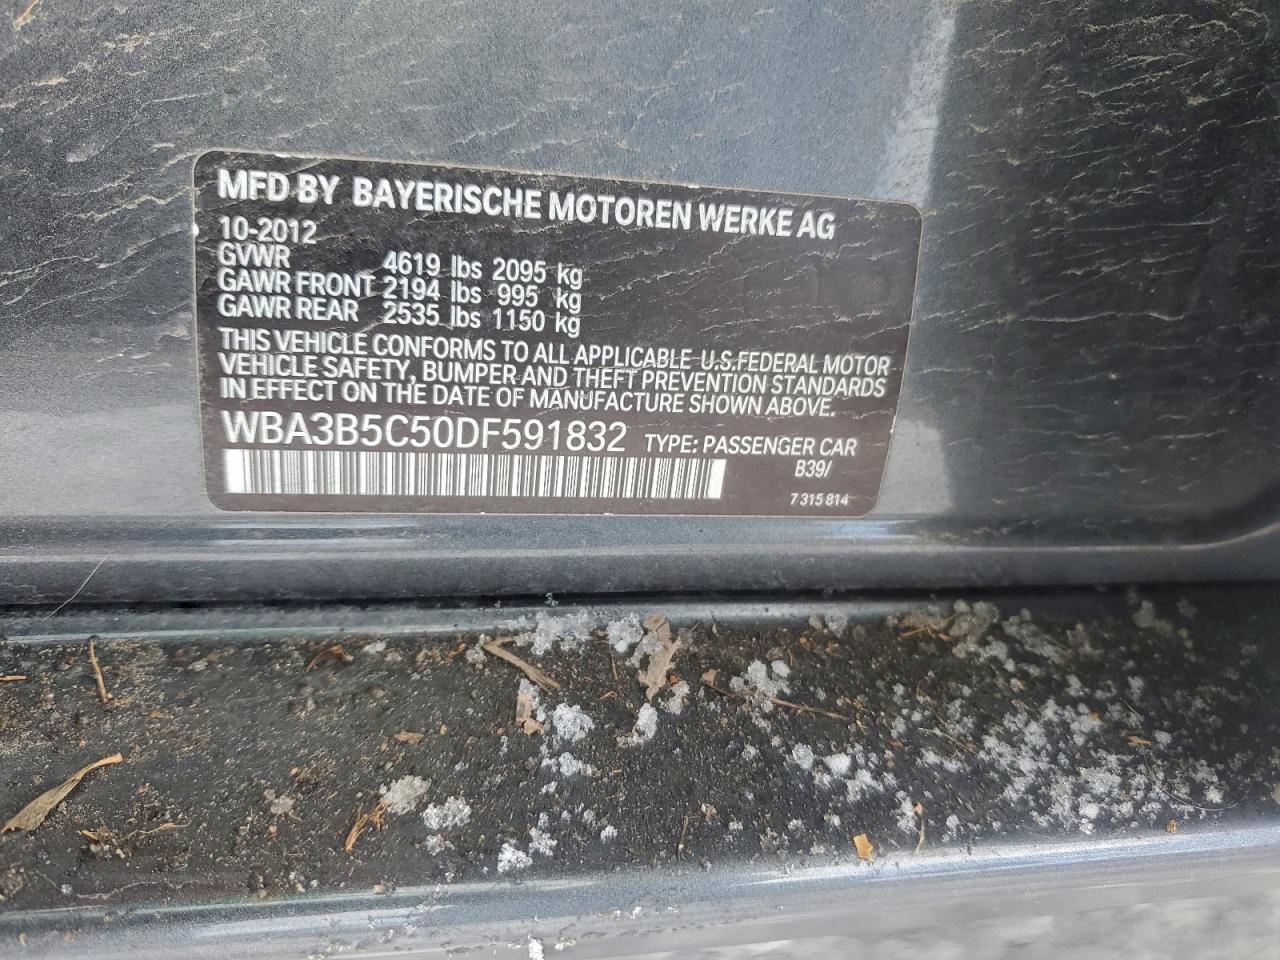 MFD BY BAYERISCHE MOTOREN WERKE AG
10-2012
GVWR 4619 lbs 2095 kg
GAWR FRONT 2194 lbs 995 kg
GAWR REAR 2535 lbs 1150 kg
THIS VEHICLE CONFORMS TO ALL APPLICABLE U.S.FEDERAL MOTOR
VEHICLE SAFETY, BUMPER AND THEFT PREVENTION STANDARDS
IN EFFECT ON THE DATE OF MANUFACTURE SHOWN ABOVE.
WBA3B5C50DF591832 TYPE: PASSENGER CAR
B39/
7 315 814